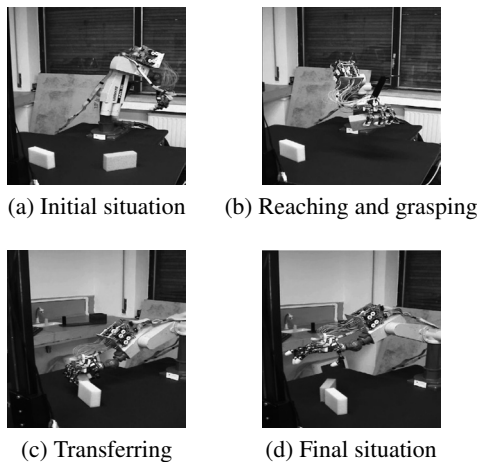 (a) Initial situation
(b) Reaching and grasping
(c) Transferring
(d) Final situation